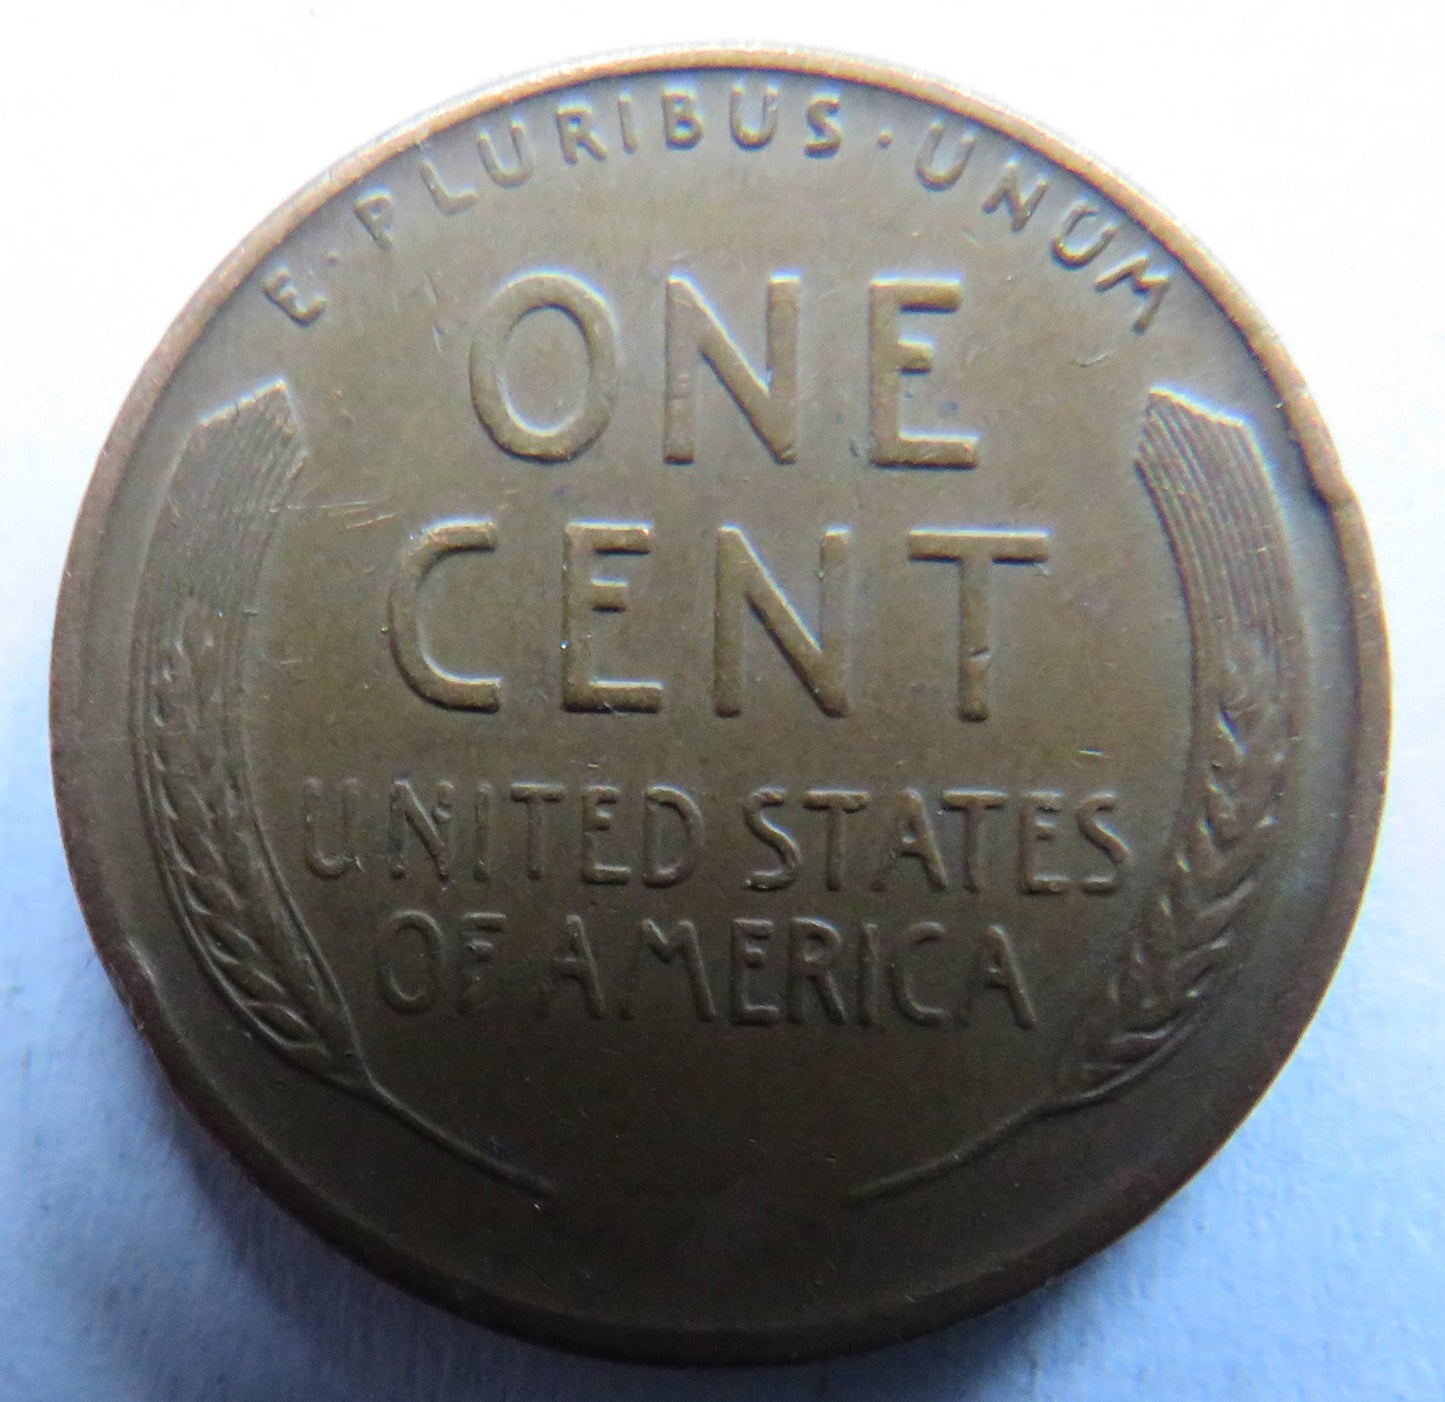 E·PLURIBUS·UNUM
ONE
CENT
UNITED STATES
OF AMERICA